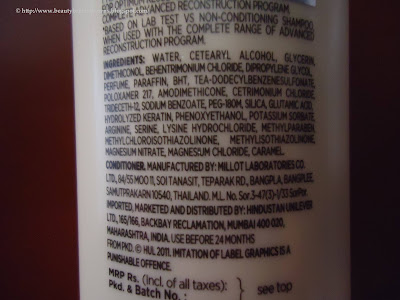 © http://www.beauty
COMPLETE ADVANCED RECONSTRUCTION PROGRAM.
*BASED ON LAB TEST VS NON-CONDITIONING SHAMPOO
WHEN USED WITH THE COMPLETE RANGE OF ADVANCED
RECONSTRUCTION PROGRAM.
INGREDIENTS: WATER, CETEARYL ALCOHOL, GLYCERIN,
DIMETHICONOL, BEHENTRIMONIUM CHLORIDE, DIPROPYLENE GLYCOL,
PERFUME, PARAFFIN, BHT, TEA-DODECYLBENZENESULFONATE,
POLOXAMER 217, AMODIMETHICONE, CETRIMONIUM CHLORIDE,
TRIDECETH-12, SODIUM BENZOATE, PEG-180M, SILICA, GLUTAMIC ACID,
HYDROLYZED KERATIN, PHENOXYETHANOL, POTASSIUM SORBATE,
ARGININE, SERINE, LYSINE HYDROCHLORIDE, METHYLPARABEN,
METHYLCHLOROISOTHIAZOLINONE, METHYLISOTHIAZOLINONE,
MAGNESIUM NITRATE, MAGNESIUM CHLORIDE, CARAMEL.
CONDITIONER. MANUFACTURED BY: MILLOT LABORATORIES CO.
LTD., 84/55 MOO 11, SOI TANASIT, TEPARAK RD., BANGPLA, BANGPLEE,
SAMUTPRAKARN 10540, THAILAND. M.L. No.
IMPORTED, MARKETED AND DISTRIBUTED BY: HINDUSTAN UNILEVER
LTD., 165/166, BACKBAY RECLAMATION, MUMBAI 400 020,
MAHARASHTRA, INDIA. USE BEFORE 24 MONTHS
FROM PKD. © HUL 2011. IMITATION OF LABEL GRAPHICS IS A
PUNISHABLE OFFENCE.
MRP Rs. (Incl. of all taxes): } see top
Pkd. & Batch No. :